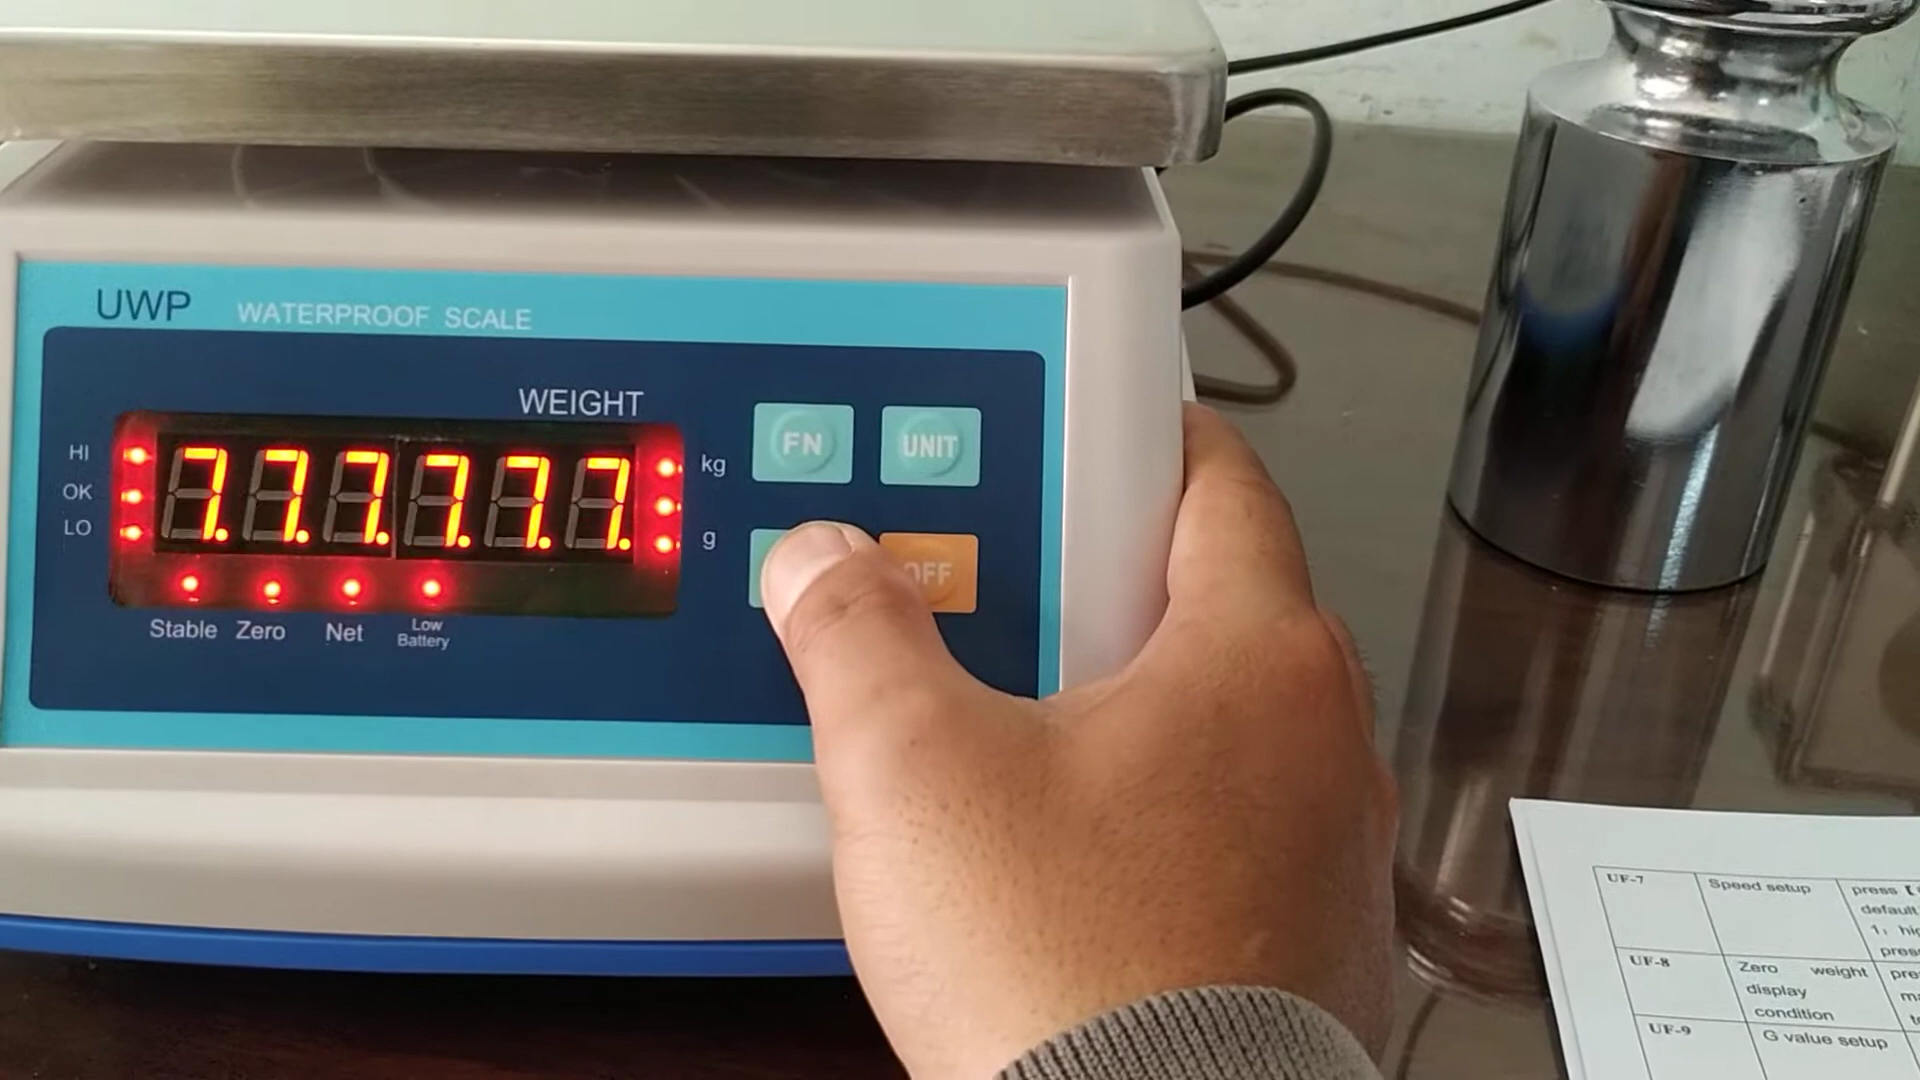 UWP WATERPROOF SCALE
WEIGHT
HI
OK
LO
7.7.7.7.7.7.
kg
g
Stable Zero Net Low Battery
FN UNIT
OFF
UF-7 Speed setup press
default
1, 
UF-8 Zero weight display condition
UF-9 G value setup